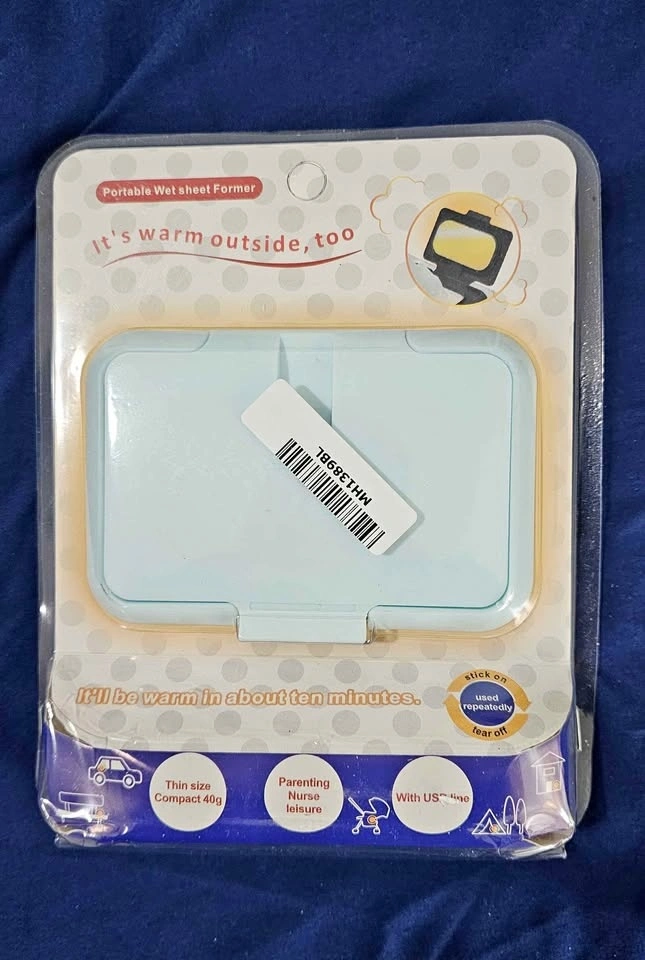 Portable Wet sheet Former
It's warm outside, too
MH1389BL
It'll be warm in about ten minutes.
stick on
used
repeatedly
tear off
Thin size
Compact 40g
Parenting
Nurse
leisure
With USB line